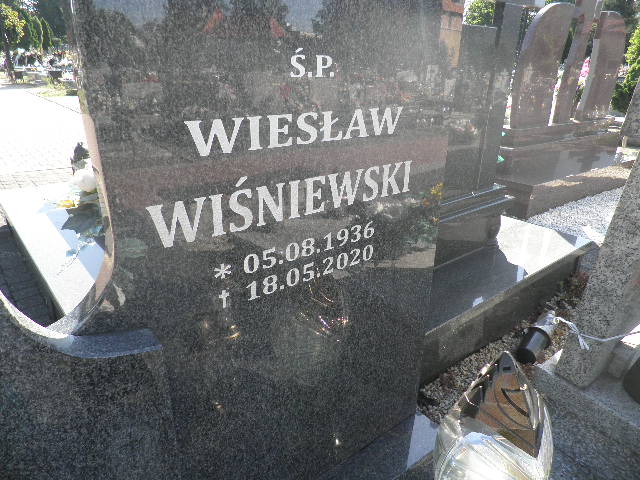 Ś.P.
WIESŁAW
WIŚNIEWSKI
* 05.08.1936
† 18.05.2020